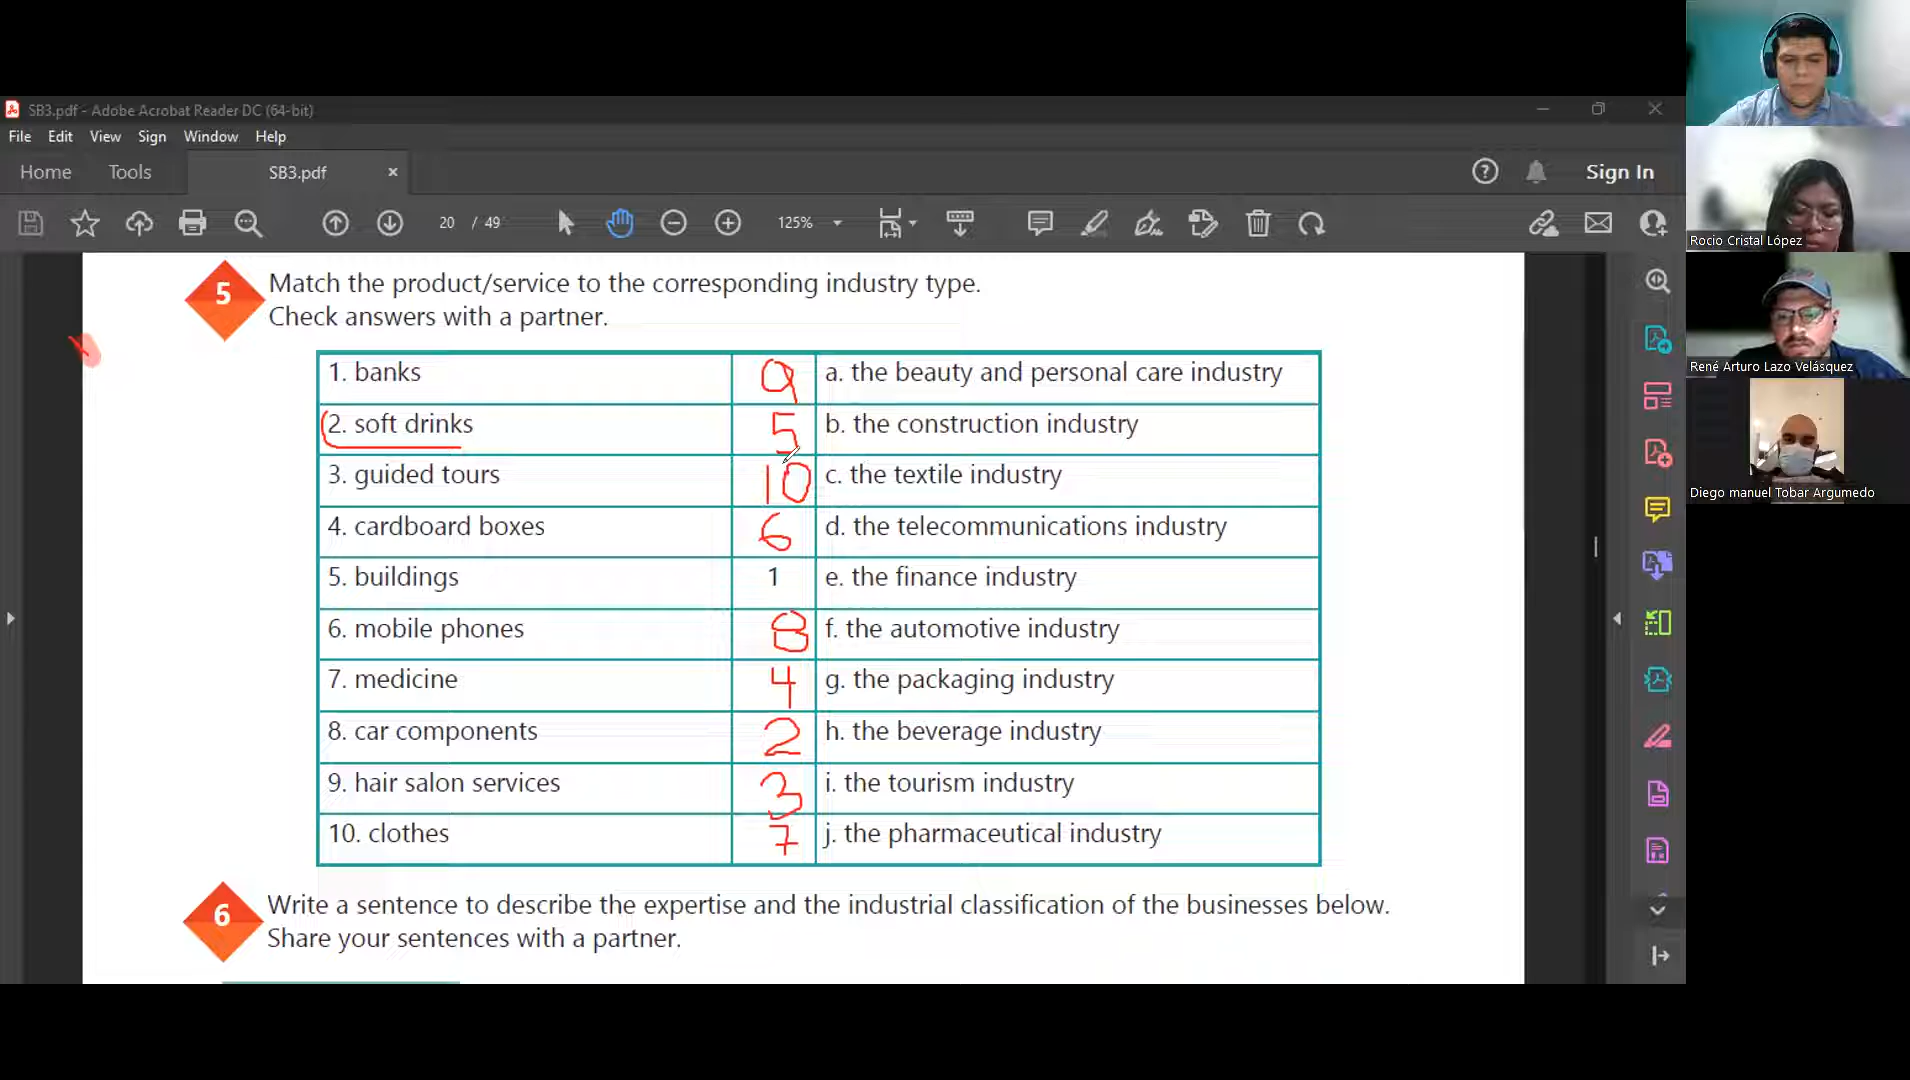 SB3.pdf - Adobe Acrobat Reader DC (64-bit)
File Edit View Sign Window Help
Home Tools SB3.pdf × Sign In
20 / 49 125%
5 Match the product/service to the corresponding industry type.
Check answers with a partner.
1. banks 9 a. the beauty and personal care industry
2. soft drinks 5 b. the construction industry
3. guided tours 10 c. the textile industry
4. cardboard boxes 6 d. the telecommunications industry
5. buildings 1 e. the finance industry
6. mobile phones 8 f. the automotive industry
7. medicine 4 g. the packaging industry
8. car components 2 h. the beverage industry
9. hair salon services 3 i. the tourism industry
10. clothes 7 j. the pharmaceutical industry
6 Write a sentence to describe the expertise and the industrial classification of the businesses below.
Share your sentences with a partner.
Rocio Cristal López
René Arturo Lazo Velásquez
Diego manuel Tobar Argumedo